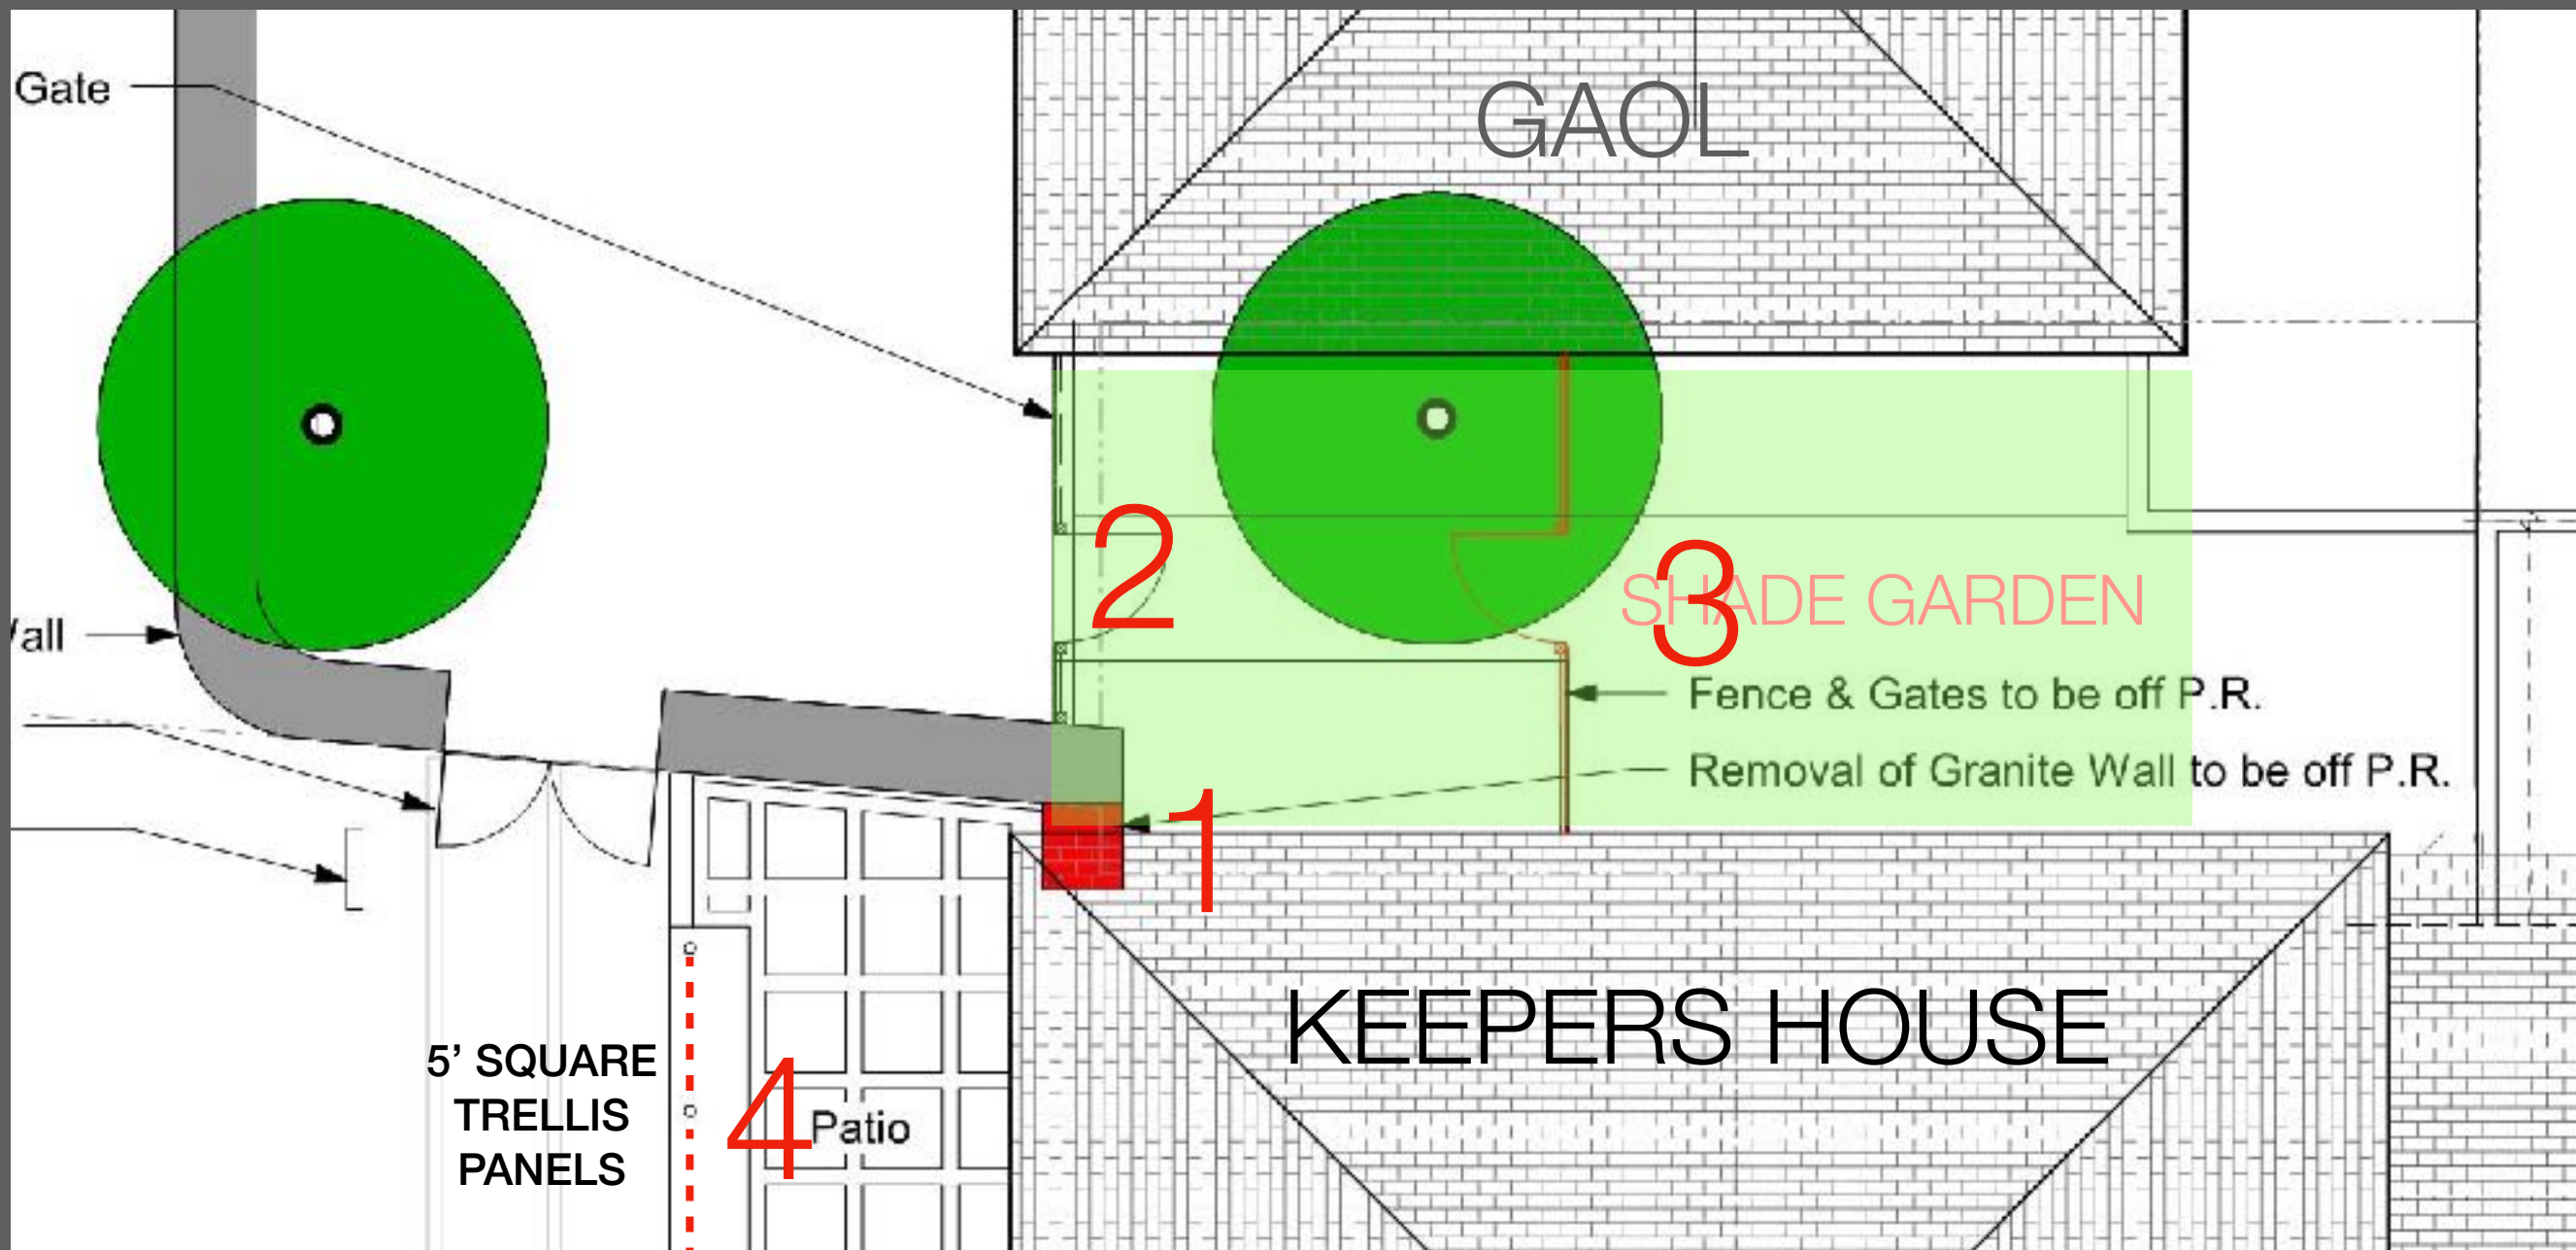 GAOL
Gate
2
3
SHADE GARDEN
/all
Fence & Gates to be off P.R.
Removal of Granite Wall to be off P.R.
1
KEEPERS HOUSE
5’ SQUARE
TRELLIS
PANELS
4
Patio